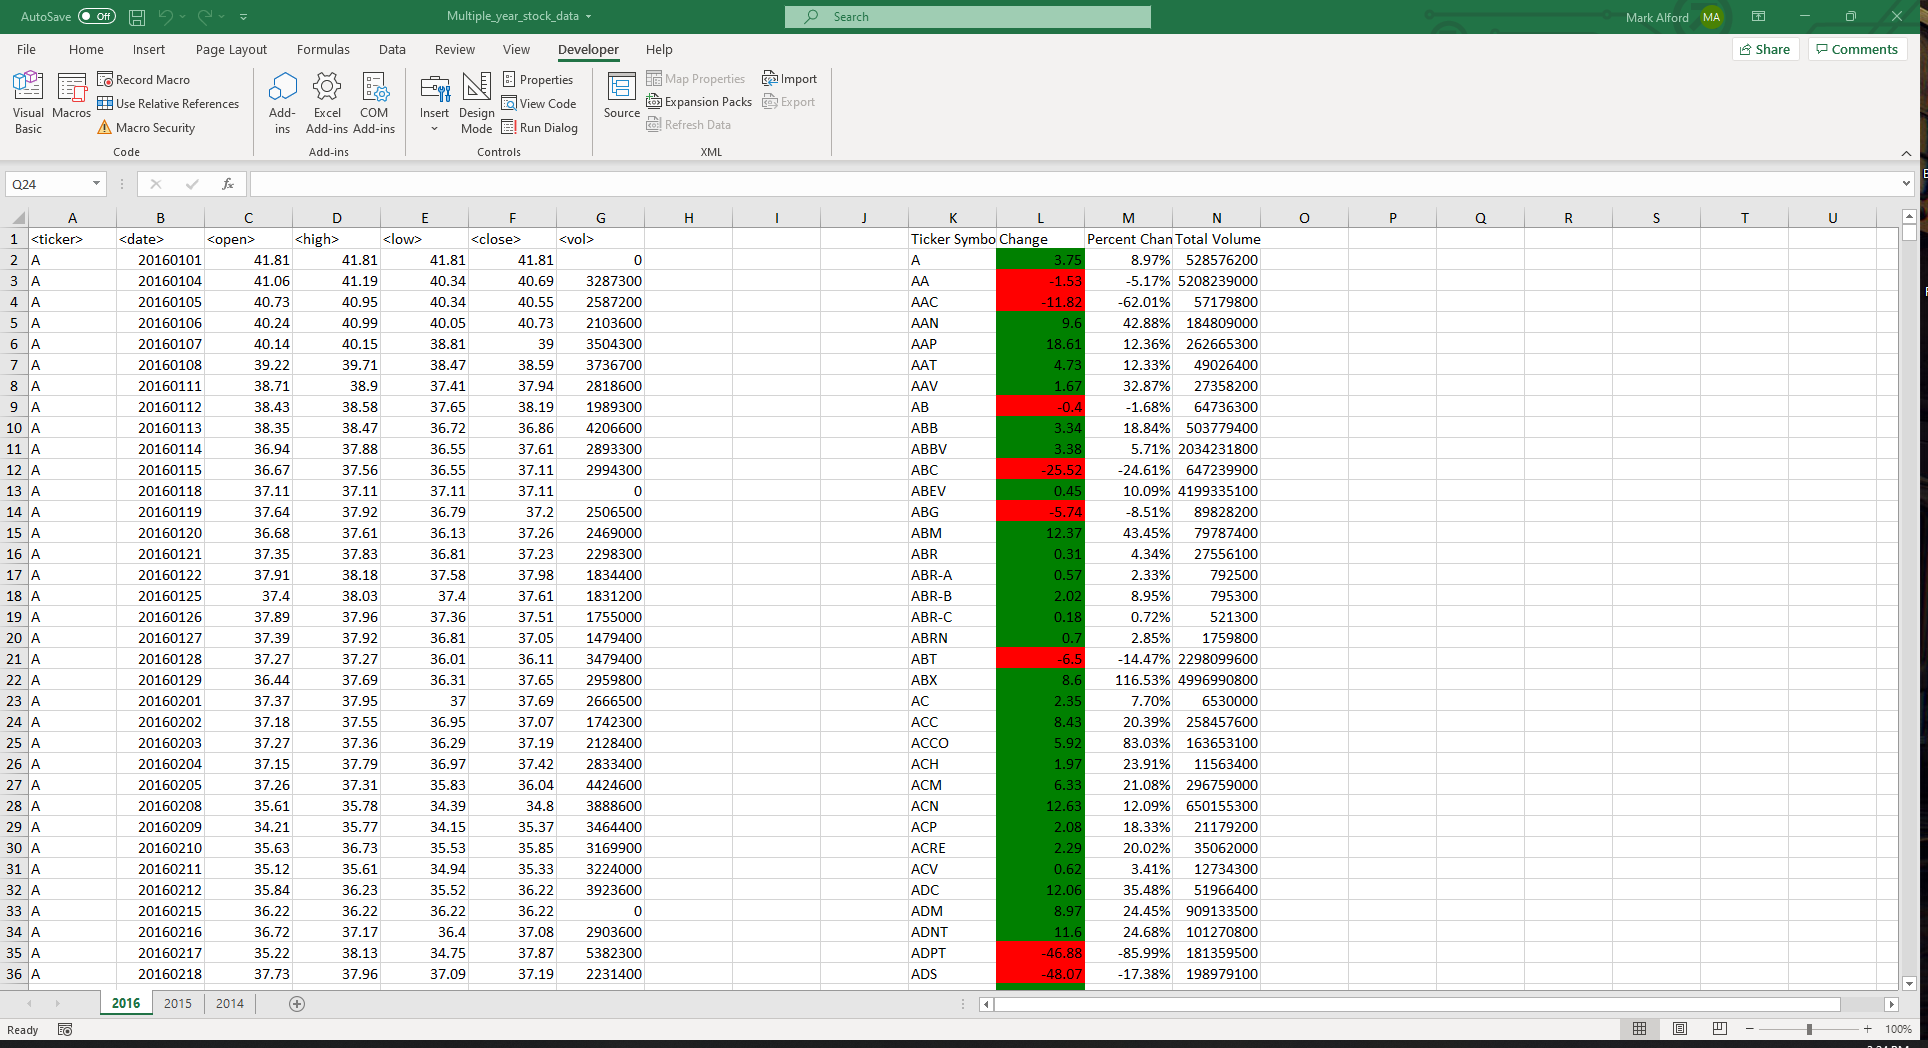 AutoSave Off Multiple_year_stock_data Search Mark Alford MA
File Home Insert Page Layout Formulas Data Review View Developer Help Share Comments
Visual Basic Macros Record Macro Use Relative References Macro Security
Add-ins Excel Add-ins COM Add-ins
Insert Design Mode Properties View Code Run Dialog
Source Map Properties Expansion Packs Refresh Data Import Export
Code Add-ins Controls XML
Q24 fx
A B C D E F G H I J K L M N O P Q R S T U
1 <ticker> <date> <open> <high> <low> <close> <vol> Ticker Symbo Change Percent Chan Total Volume
2 A 20160101 41.81 41.81 41.81 41.81 0 A 3.75 8.97% 528576200
3 A 20160104 41.06 41.19 40.34 40.69 3287300 AA -1.53 -5.17% 5208239000
4 A 20160105 40.73 40.95 40.34 40.55 2587200 AAC -11.82 -62.01% 57179800
5 A 20160106 40.24 40.99 40.05 40.73 2103600 AAN 9.6 42.88% 184809000
6 A 20160107 40.14 40.15 38.81 39 3504300 AAP 18.61 12.36% 262665300
7 A 20160108 39.22 39.71 38.47 38.59 3736700 AAT 4.73 12.33% 49026400
8 A 20160111 38.71 38.9 37.41 37.94 2818600 AAV 1.67 32.87% 27358200
9 A 20160112 38.43 38.58 37.65 38.19 1989300 AB -0.4 -1.68% 64736300
10 A 20160113 38.35 38.47 36.72 36.86 4206600 ABB 3.34 18.84% 503779400
11 A 20160114 36.94 37.88 36.55 37.61 2893300 ABBV 3.38 5.71% 2034231800
12 A 20160115 36.67 37.56 36.55 37.11 2994300 ABC -25.52 -24.61% 647239900
13 A 20160118 37.11 37.11 37.11 37.11 0 ABEV 0.45 10.09% 4199335100
14 A 20160119 37.64 37.92 36.79 37.2 2506500 ABG -5.74 -8.51% 89828200
15 A 20160120 36.68 37.61 36.13 37.26 2469000 ABM 12.37 43.45% 79787400
16 A 20160121 37.35 37.83 36.81 37.23 2298300 ABR 0.31 4.34% 27556100
17 A 20160122 37.91 38.18 37.58 37.98 1834400 ABR-A 0.57 2.33% 792500
18 A 20160125 37.4 38.03 37.4 37.61 1831200 ABR-B 2.02 8.95% 795300
19 A 20160126 37.89 37.96 37.36 37.51 1755000 ABR-C 0.18 0.72% 521300
20 A 20160127 37.39 37.92 36.81 37.05 1479400 ABRN 0.7 2.85% 1759800
21 A 20160128 37.27 37.27 36.01 36.11 3479400 ABT -6.5 -14.47% 2298099600
22 A 20160129 36.44 37.69 36.31 37.65 2959800 ABX 8.6 116.53% 4996990800
23 A 20160201 37.37 37.95 37 37.69 2666500 AC 2.35 7.70% 6530000
24 A 20160202 37.18 37.55 36.95 37.07 1742300 ACC 8.43 20.39% 258457600
25 A 20160203 37.27 37.36 36.29 37.19 2128400 ACCO 5.92 83.03% 163653100
26 A 20160204 37.15 37.79 36.97 37.42 2833400 ACH 1.97 23.91% 11563400
27 A 20160205 37.26 37.31 35.83 36.04 4424600 ACM 6.33 21.08% 296759000
28 A 20160208 35.61 35.78 34.39 34.8 3888600 ACN 12.63 12.09% 650155300
29 A 20160209 34.21 35.77 34.15 35.37 3464400 ACP 2.08 18.33% 21179200
30 A 20160210 35.63 36.73 35.53 35.85 3169900 ACRE 2.29 20.02% 35062000
31 A 20160211 35.12 35.61 34.94 35.33 3224000 ACV 0.62 3.41% 12734300
32 A 20160212 35.84 36.23 35.52 36.22 3923600 ADC 12.06 35.48% 51966400
33 A 20160215 36.22 36.22 36.22 36.22 0 ADM 8.97 24.45% 909133500
34 A 20160216 36.72 37.17 36.4 37.08 2903600 ADNT 11.6 24.68% 101270800
35 A 20160217 35.22 38.13 34.75 37.87 5382300 ADPT -46.88 -85.99% 181359500
36 A 20160218 37.73 37.96 37.09 37.19 2231400 ADS -48.07 -17.38% 198979100
2016 2015 2014
Ready 100%